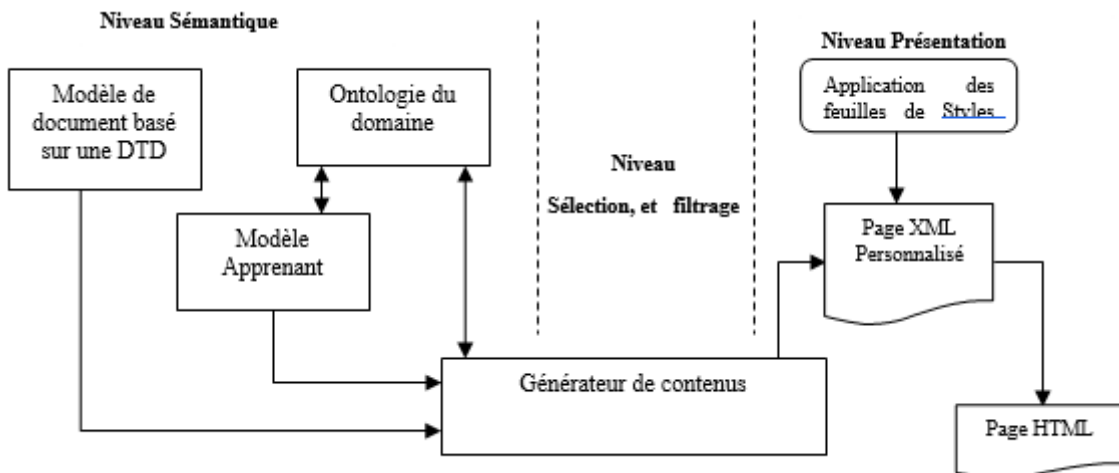 Niveau Sémantique
Modèle de
document basé
sur une DTD
Ontologie du
domaine
Modèle
Apprenant
Niveau
Sélection, et filtrage
Niveau Présentation
Application des
feuilles de Styles
Page XML
Personnalisé
Générateur de contenus
Page HTML